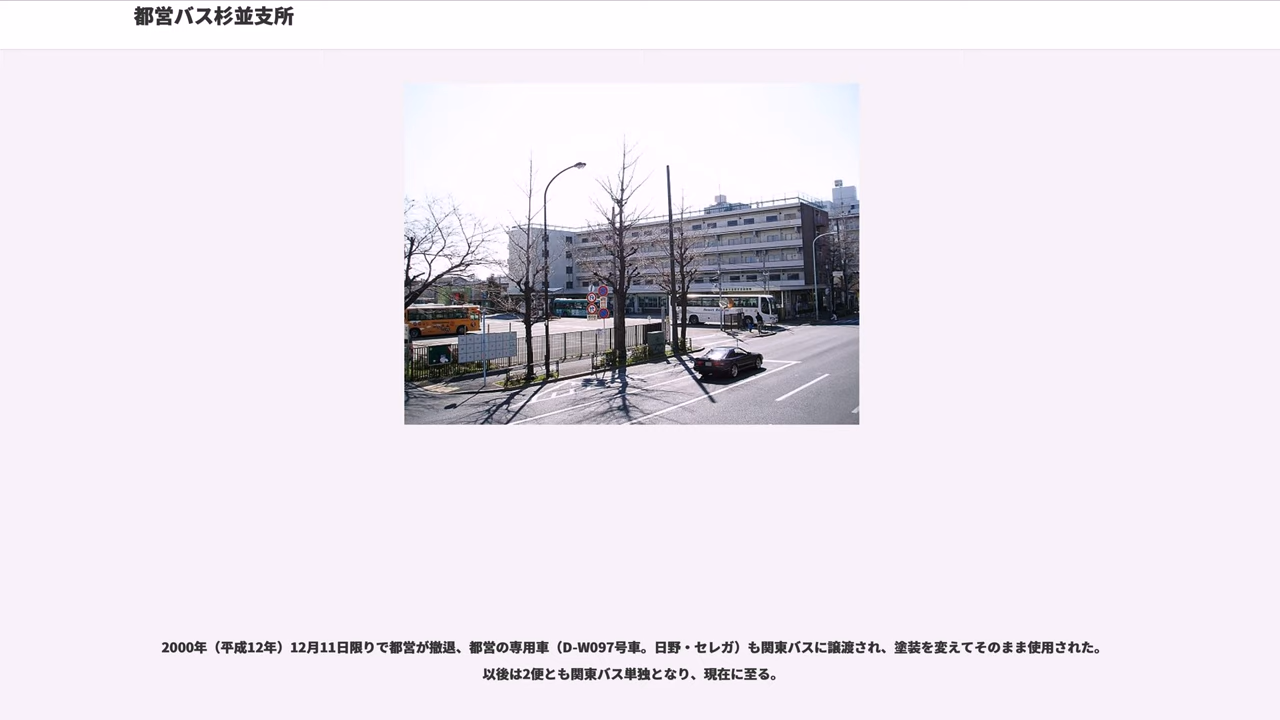 都営バス杉並支所
2000年（平成12年）12月11日限りで都営が撤退、都営の専用車（D-W097号車。日野・セレガ）も関東バスに譲渡され、塗装を変えてそのまま使用された。
以後は2便とも関東バス単独となり、現在に至る。